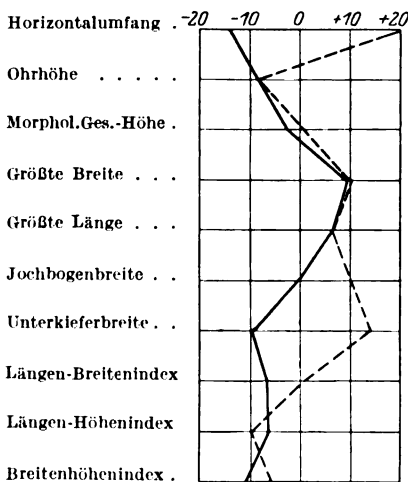 -20 -10 0 +10 +20
Horizontalumfang .
Ohrhöhe . . . . .
Morphol.Ges.-Höhe .
Größte Breite . . .
Größte Länge . . .
Jochbogenbreite . .
Unterkieferbreite . .
Längen-Breitenindex
Längen-Höhenindex
Breitenhöhenindex .